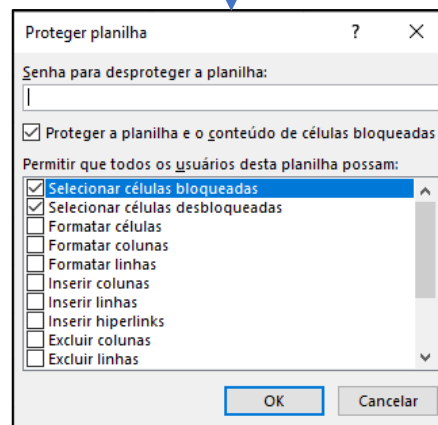 Proteger planilha ?
Senha para desproteger a planilha:
Proteger a planilha e o conteúdo de células bloqueadas
Permitir que todos os usuários desta planilha possam:
Selecionar células bloqueadas
Selecionar células desbloqueadas
Formatar células
Formatar colunas
Formatar linhas
Inserir colunas
Inserir linhas
Inserir hiperlinks
Excluir colunas
Excluir linhas
OK Cancelar